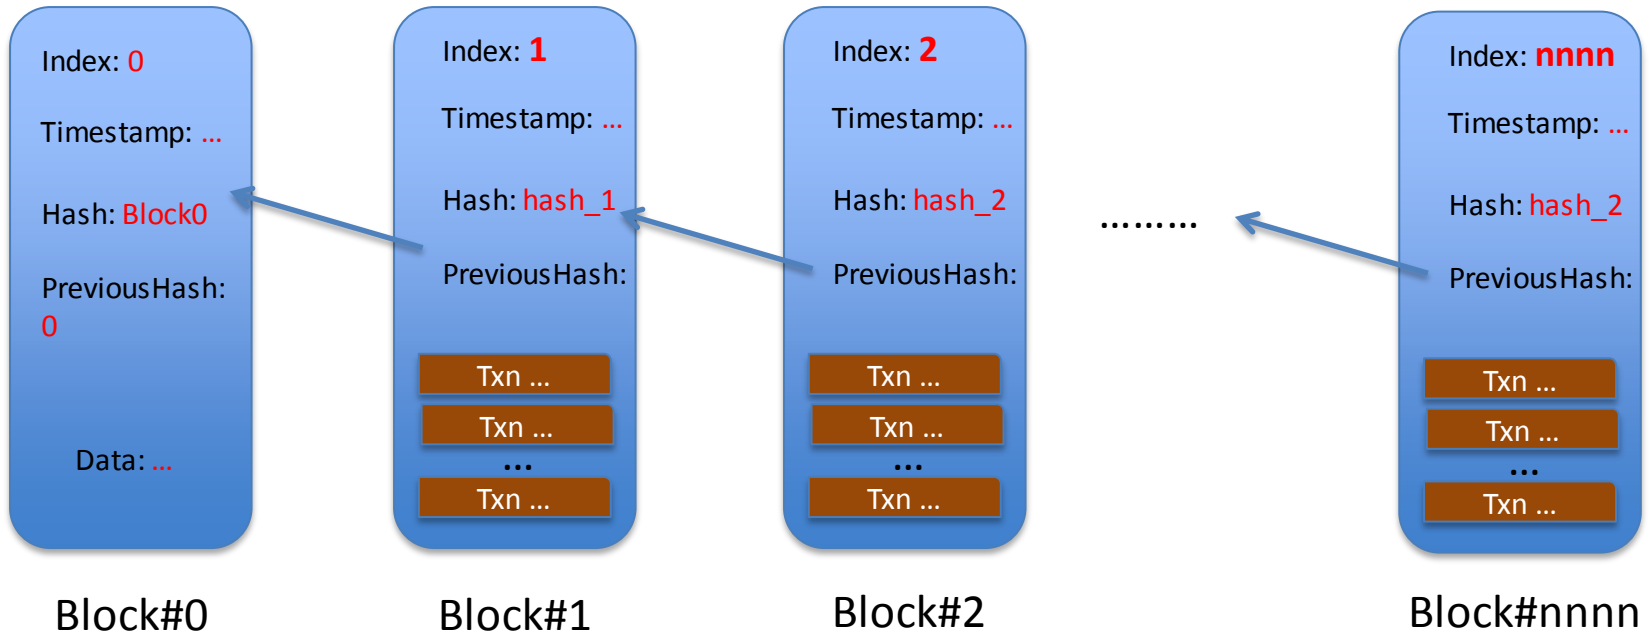 Index: 0
Timestamp: ...
Hash: Block0
PreviousHash:
0
Data: ...
Block#0
Index: 1
Timestamp: ...
Hash: hash_1
PreviousHash:
Txn ...
Txn ...
...
Txn ...
Block#1
Index: 2
Timestamp: ...
Hash: hash_2
PreviousHash:
Txn ...
Txn ...
...
Txn ...
Block#2
.........
Index: nnnn
Timestamp: ...
Hash: hash_2
PreviousHash:
Txn ...
Txn ...
...
Txn ...
Block#nnnn